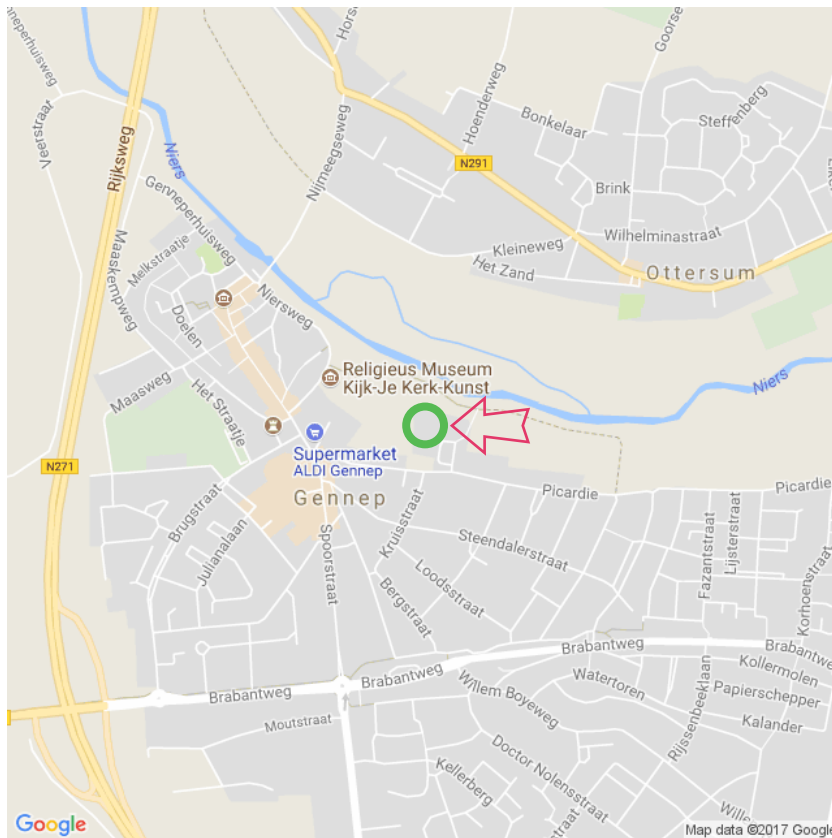 Genneperhuisweg
Veerstraat
Rijksweg
Niers
Horse
Nijmeegseweg
Hoenderweg
Goorse
Bonkelaar
Steffenberg
N291
Brink
Wilhelminastraat
Kleineweg
Het Zand
Ottersum
Genneperhuisweg
Melkstraatje
Maaskempweg
Doelen
Niersweg
Religieus Museum
Kijk-Je Kerk-Kunst
Niers
Maasweg
Het Straatje
Supermarket
ALDI Gennep
N271
Gennep
Picardie
Picardie
Brugstraat
Julianalaan
Spoorstraat
Kruisstraat
Steendalerstraat
Loodsstraat
Bergstraat
Fazantstraat
Lijsterstraat
Korhoenstraat
Brabantweg
Brabantweg
Brabantweg
Brabantwe
Kollermolen
Papierschepper
Kalander
Watertoren
Willem Boyeweg
Rijssenbeeklaan
Moutstraat
Doctor Nolensstraat
Kellerberg
Wille
Google
Map data ©2017 Google